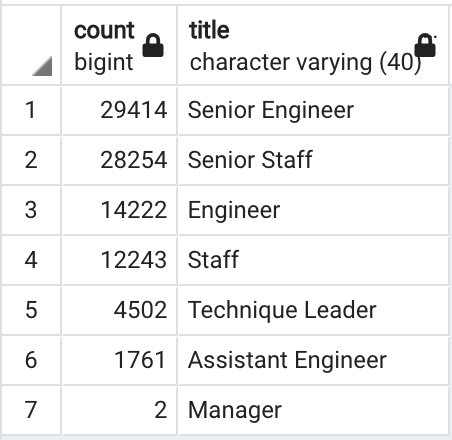 count title
bigint character varying (40)
1 29414 Senior Engineer
2 28254 Senior Staff
3 14222 Engineer
4 12243 Staff
5 4502 Technique Leader
6 1761 Assistant Engineer
7 2 Manager